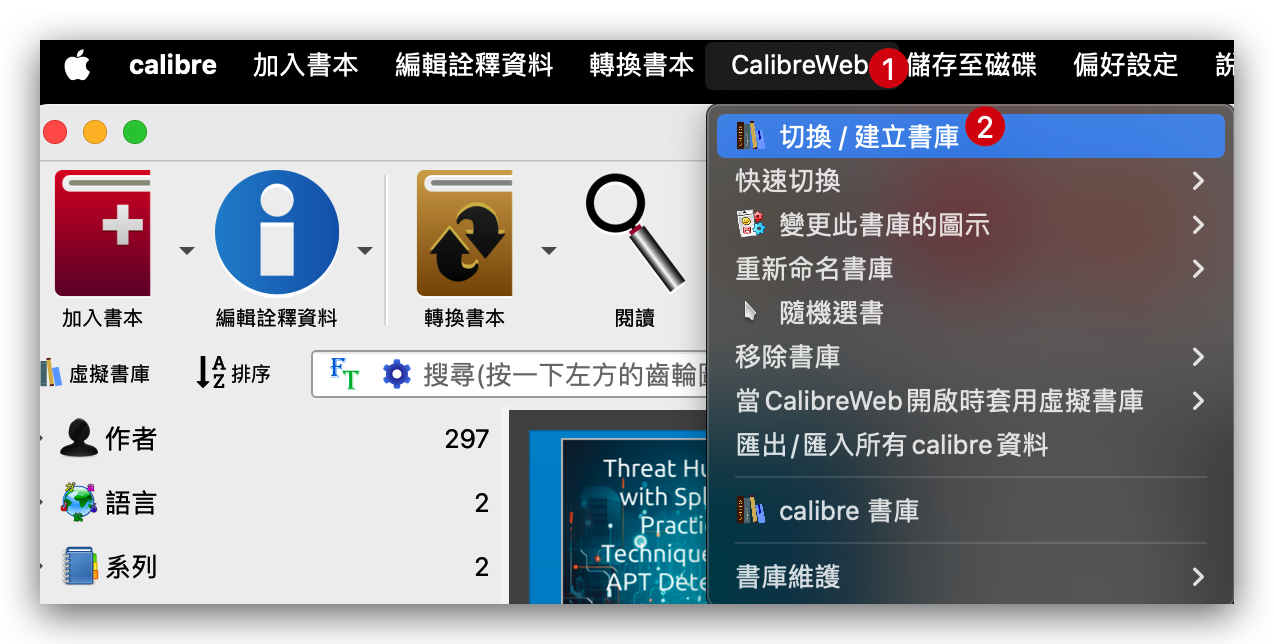 calibre 加入書本 編輯詮釋資料 轉換書本 CalibreWeb 1 儲存至磁碟 偏好設定
切換 / 建立書庫 2
快速切換
變更此書庫的圖示
重新命名書庫
隨機選書
移除書庫
當 CalibreWeb 開啟時套用虛擬書庫
匯出/匯入所有 calibre 資料
calibre 書庫
書庫維護
加入書本 編輯詮釋資料 轉換書本 閱讀
虛擬書庫 排序 搜尋(按一下左方的齒輪
作者 297
語言 2
系列 2
Threat
with
Practi
Technique
APT Dete